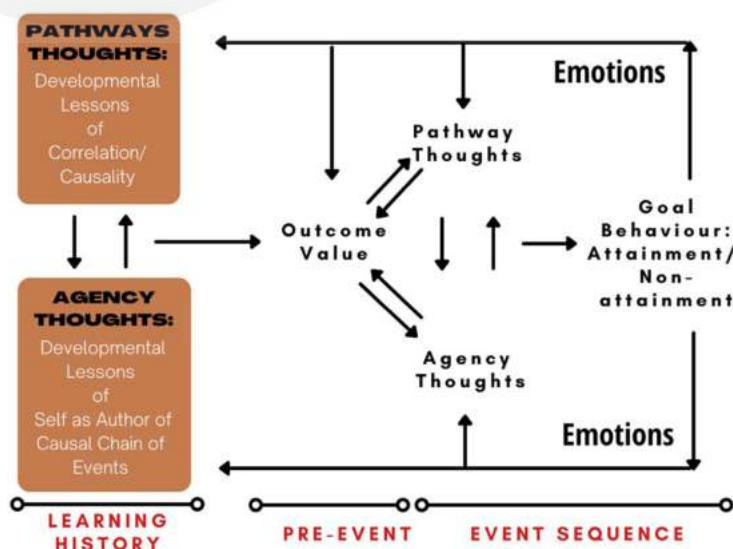 PATHWAYS
THOUGHTS:
Developmental
Lessons
of
Correlation/
Causality
AGENCY
THOUGHTS:
Developmental
Lessons
of
Self as Author of
Causal Chain of
Events
Outcome
Value
Pathway
Thoughts
Agency
Thoughts
Emotions
Goal
Behaviour:
Attainment/
Non-
attainment
Emotions
LEARNING
HISTORY
PRE-EVENT
EVENT SEQUENCE